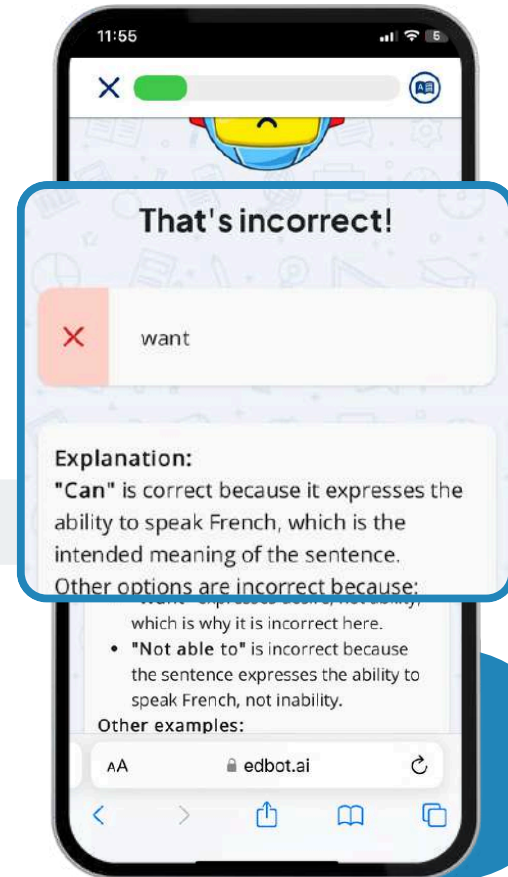 11:55
5
That's incorrect!
want
Explanation:
"Can" is correct because it expresses the
ability to speak French, which is the
intended meaning of the sentence.
Other options are incorrect because:
which is why it is incorrect here.
• "Not able to" is incorrect because
the sentence expresses the ability to
speak French, not inability.
Other examples:
AA
edbot.ai